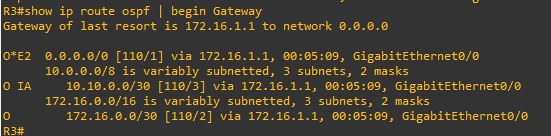 R3#show ip route ospf | begin Gateway
Gateway of last resort is 172.16.1.1 to network 0.0.0.0

O*E2  0.0.0.0/0 [110/1] via 172.16.1.1, 00:05:09, GigabitEthernet0/0
      10.0.0.0/8 is variably subnetted, 3 subnets, 2 masks
O IA     10.10.0.0/30 [110/3] via 172.16.1.1, 00:05:09, GigabitEthernet0/0
      172.16.0.0/16 is variably subnetted, 3 subnets, 2 masks
O        172.16.0.0/30 [110/2] via 172.16.1.1, 00:05:09, GigabitEthernet0/0
R3#